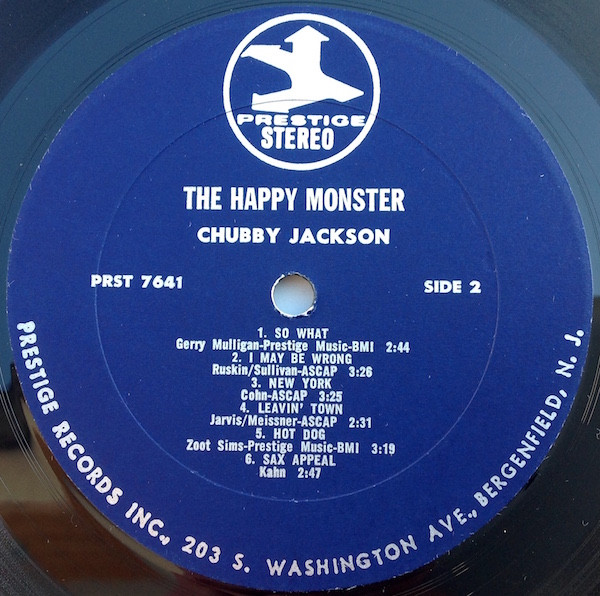 PRESTIGE
STEREO
THE HAPPY MONSTER
CHUBBY JACKSON
PRST 7641
SIDE 2
1. SO WHAT
Gerry Mulligan-Prestige Music-BMI 2:44
2. I MAY BE WRONG
Ruskin/Sullivan-ASCAP 3:26
3. NEW YORK
Cohn-ASCAP 3:25
4. LEAVIN' TOWN
Jarvis/Meissner-ASCAP 2:31
5. HOT DOG
Zoot Sims-Prestige Music-BMI 3:19
6. SAX APPEAL
Kahn 2:47
PRESTIGE RECORDS INC., 203 S. WASHINGTON AVE., BERGENFIELD, N. J.